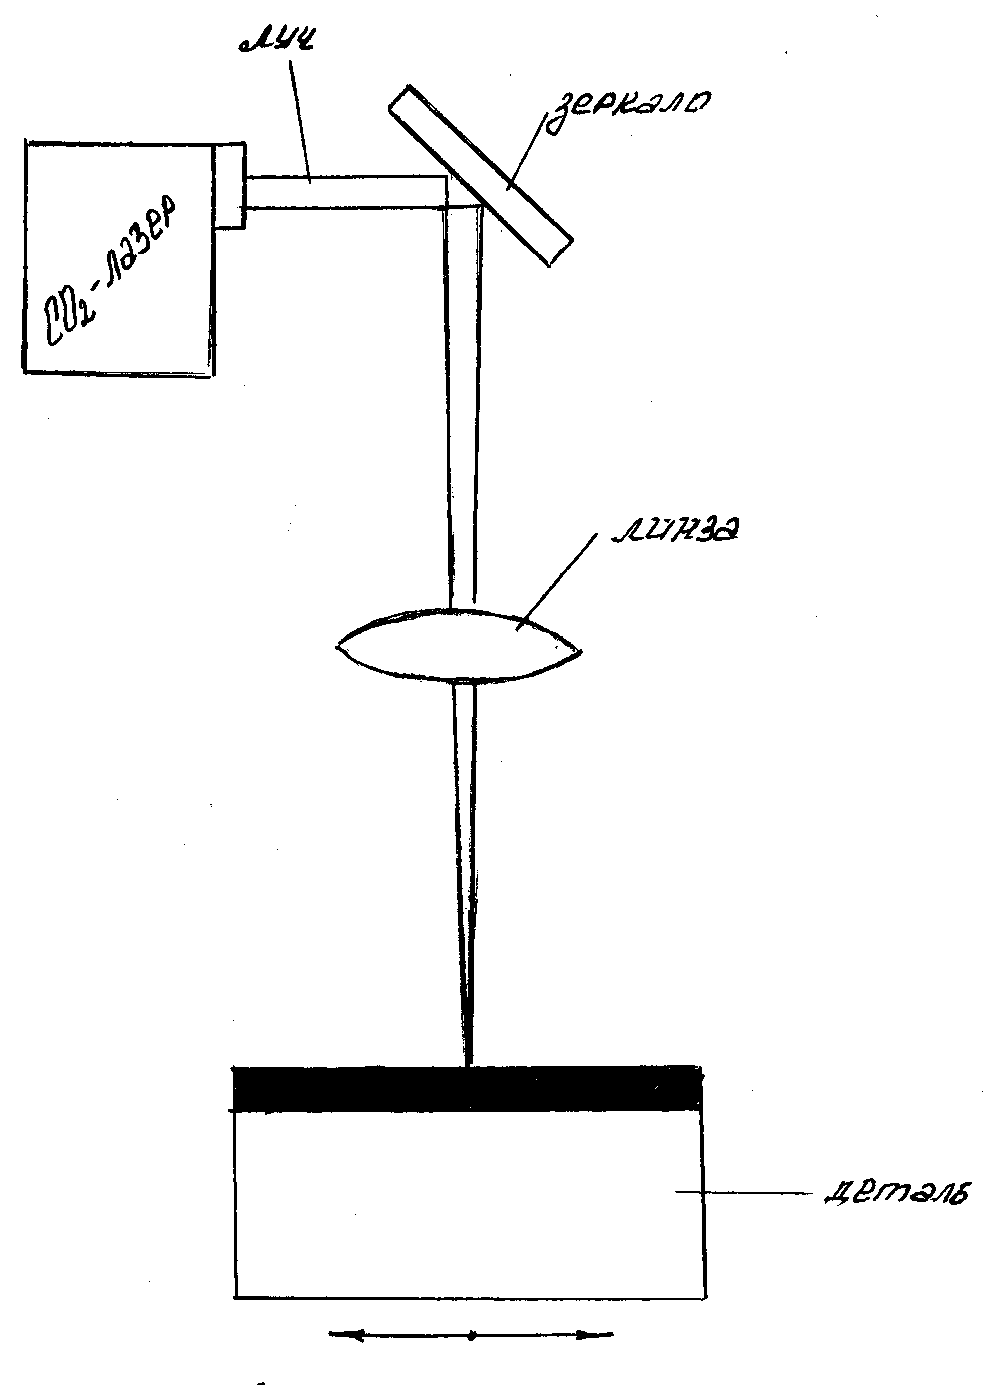 луч
зеркало
CO₂-лазер
линза
деталь